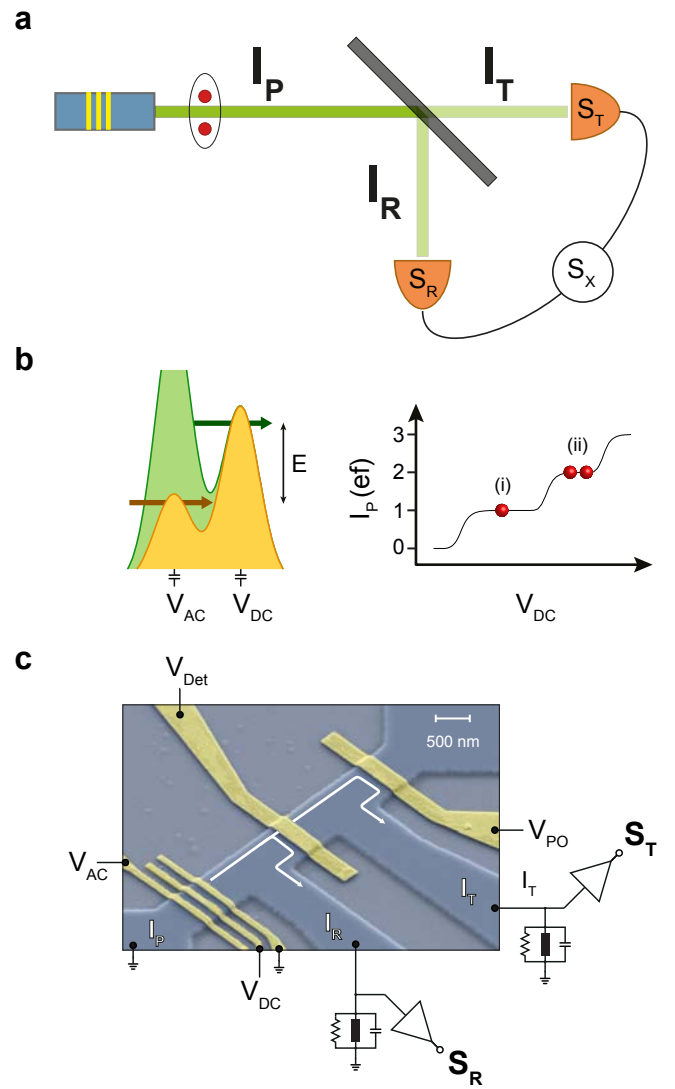 a
I_P
I_T
S_T
I_R
S_R
S_X
b
E
V_AC
V_DC
I_P (ef)
3
2
1
0
(i)
(ii)
V_DC
c
V_Det
500 nm
V_PO
V_AC
S_T
I_T
I_T
I_P
I_R
V_DC
S_R